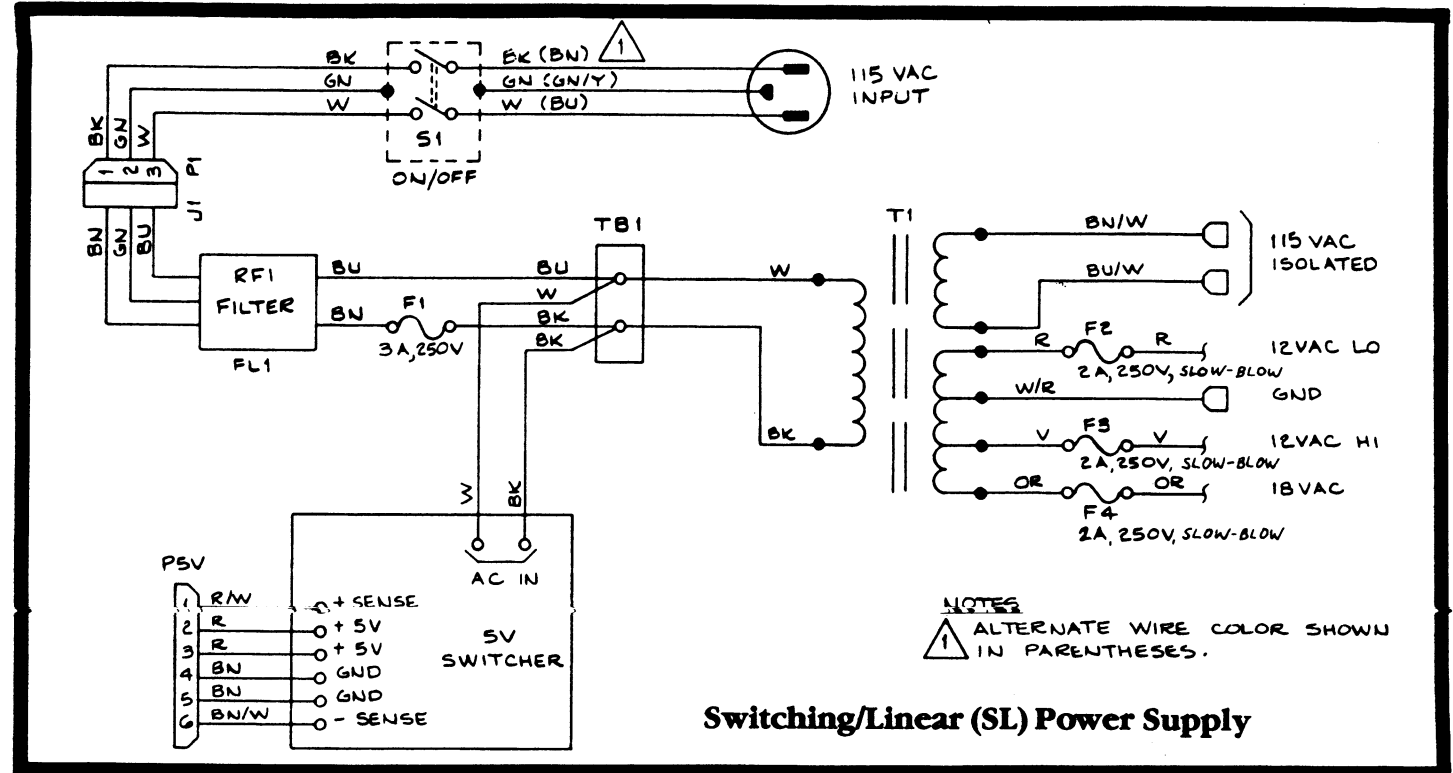 BK
GN
W
S1
ON/OFF
BK (BN)
1
GN (GN/Y)
W (BU)
115 VAC
INPUT
BK
GN
W
1
2
3
P1
J1
BN
GN
BU
RFI
FILTER
FL1
BU
BN
F1
3A, 250V
BU
W
BK
BK
TB1
W
BK
T1
BN/W
BU/W
115 VAC
ISOLATED
R
F2
R
2A, 250V, SLOW-BLOW
12VAC LO
W/R
GND
V
F3
V
2A, 250V, SLOW-BLOW
12VAC HI
OR
OR
F4
2A, 250V, SLOW-BLOW
18VAC
W
BK
AC IN
5V
SWITCHER
P5V
1 R/W + SENSE
2 R + 5V
3 R + 5V
4 BN GND
5 BN GND
6 BN/W - SENSE
NOTES
1 ALTERNATE WIRE COLOR SHOWN
IN PARENTHESES.
Switching/Linear (SL) Power Supply